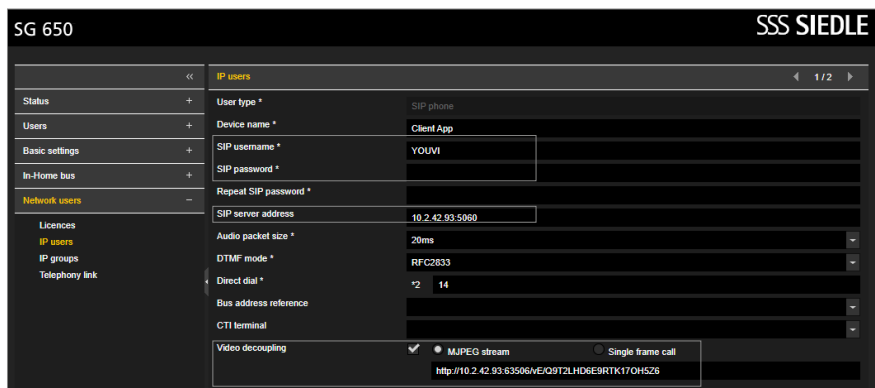 SG 650
SSS SIEDLE
«
IP users
1 / 2
Status +
Users +
Basic settings +
In-Home bus +
Network users −
Licences
IP users
IP groups
Telephony link
User type * SIP phone
Device name * Client App
SIP username * YOUVI
SIP password *
Repeat SIP password *
SIP server address 10.2.42.93:5060
Audio packet size * 20ms
DTMF mode * RFC2833
Direct dial * *2 14
Bus address reference
CTI terminal
Video decoupling MJPEG stream Single frame call
http://10.2.42.93:63506/vE/Q9T2LHD6E9RTK17OH5Z6